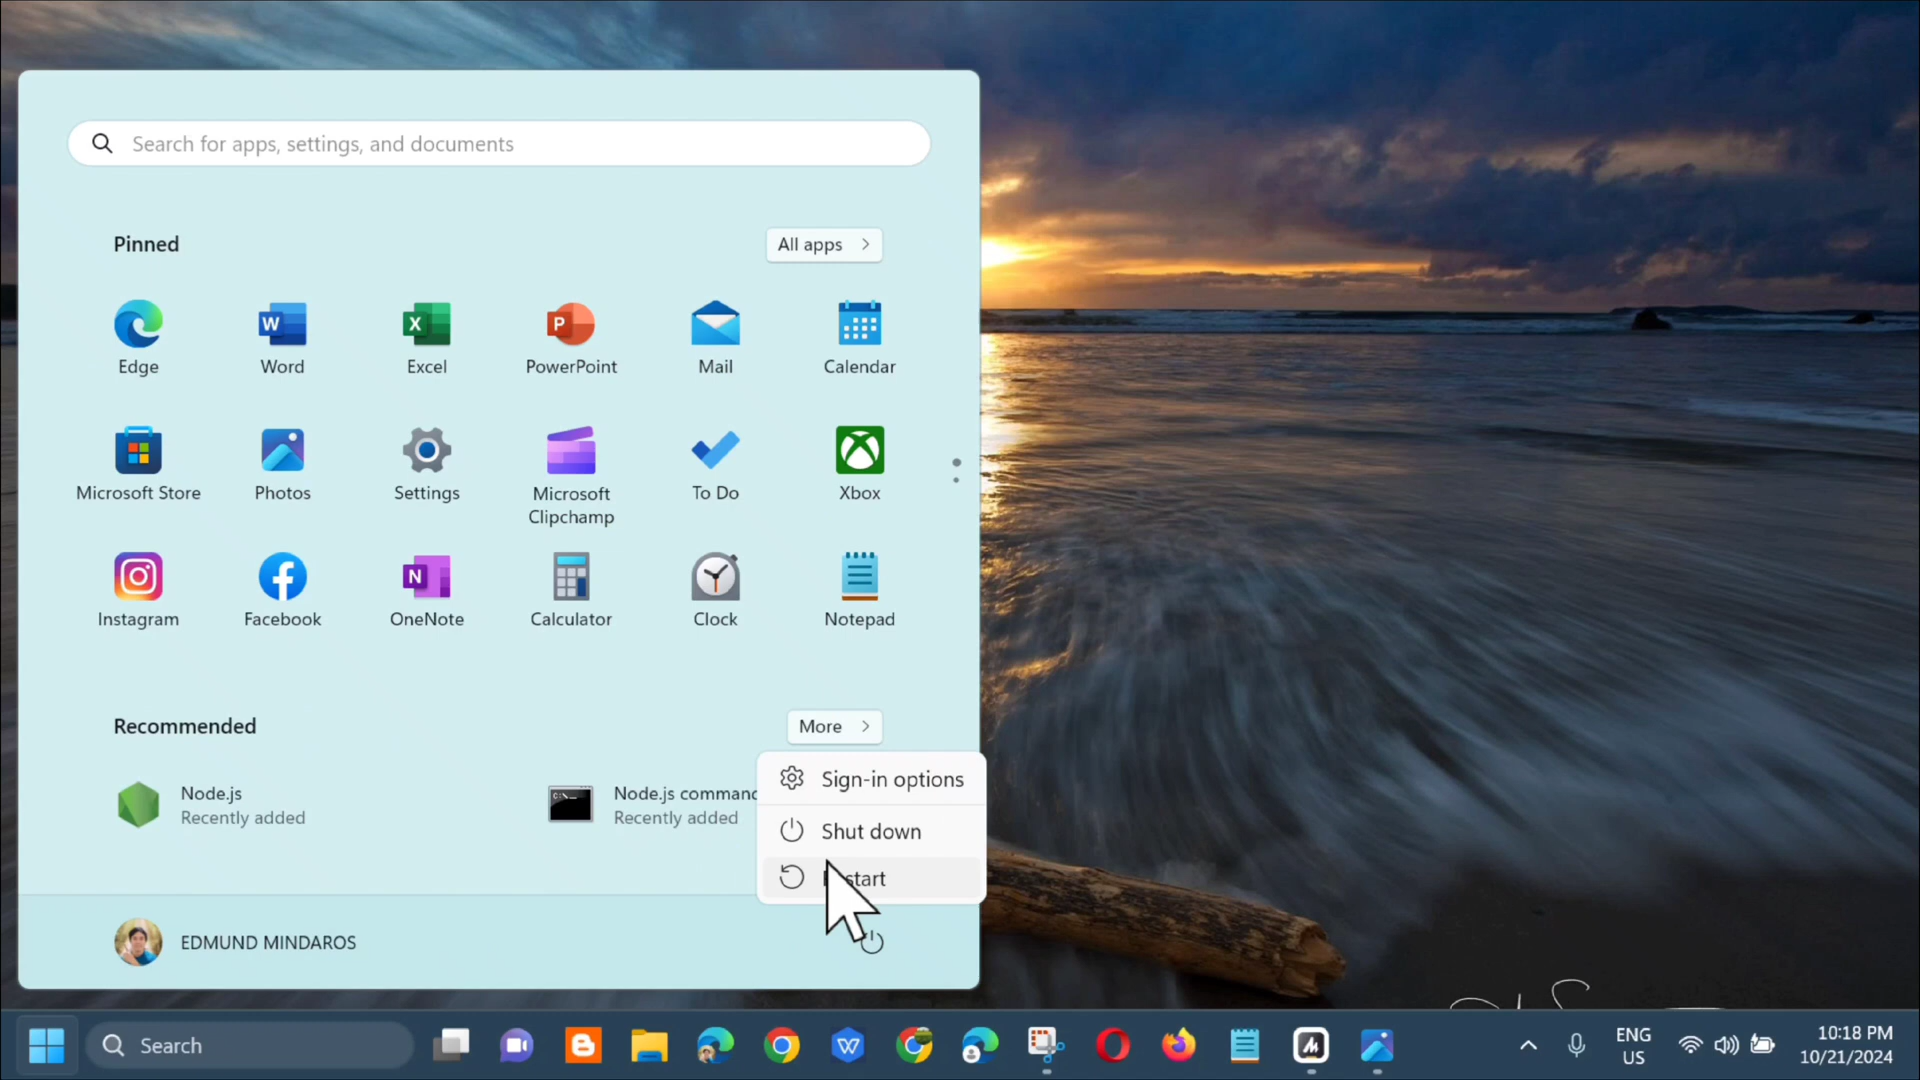 Search for apps, settings, and documents
Pinned
All apps
Edge
Word
Excel
PowerPoint
Mail
Calendar
Microsoft Store
Photos
Settings
Microsoft
Clipchamp
To Do
Xbox
Instagram
Facebook
OneNote
Calculator
Clock
Notepad
Recommended
More
Node.js
Recently added
Node.js command
Recently added
Sign-in options
Shut down
EDMUND MINDAROS
Search
ENG
US
10:18 PM
10/21/2024